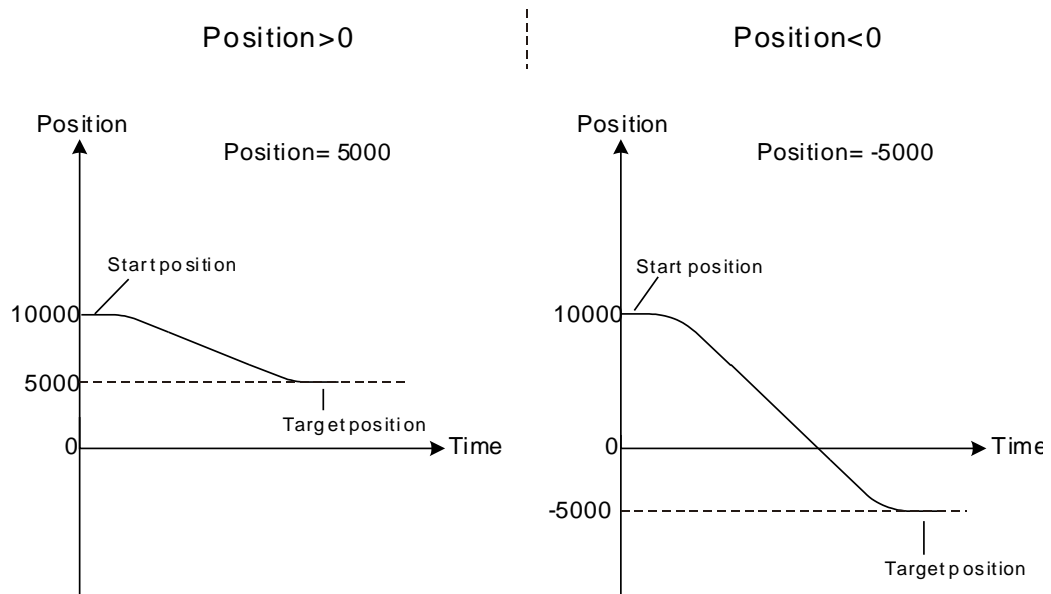 Position>0
Position<0
Position
Position= 5000
Start position
10000
5000
Target position
0
Time
Position
Position= -5000
Start position
10000
0
Time
-5000
Target position